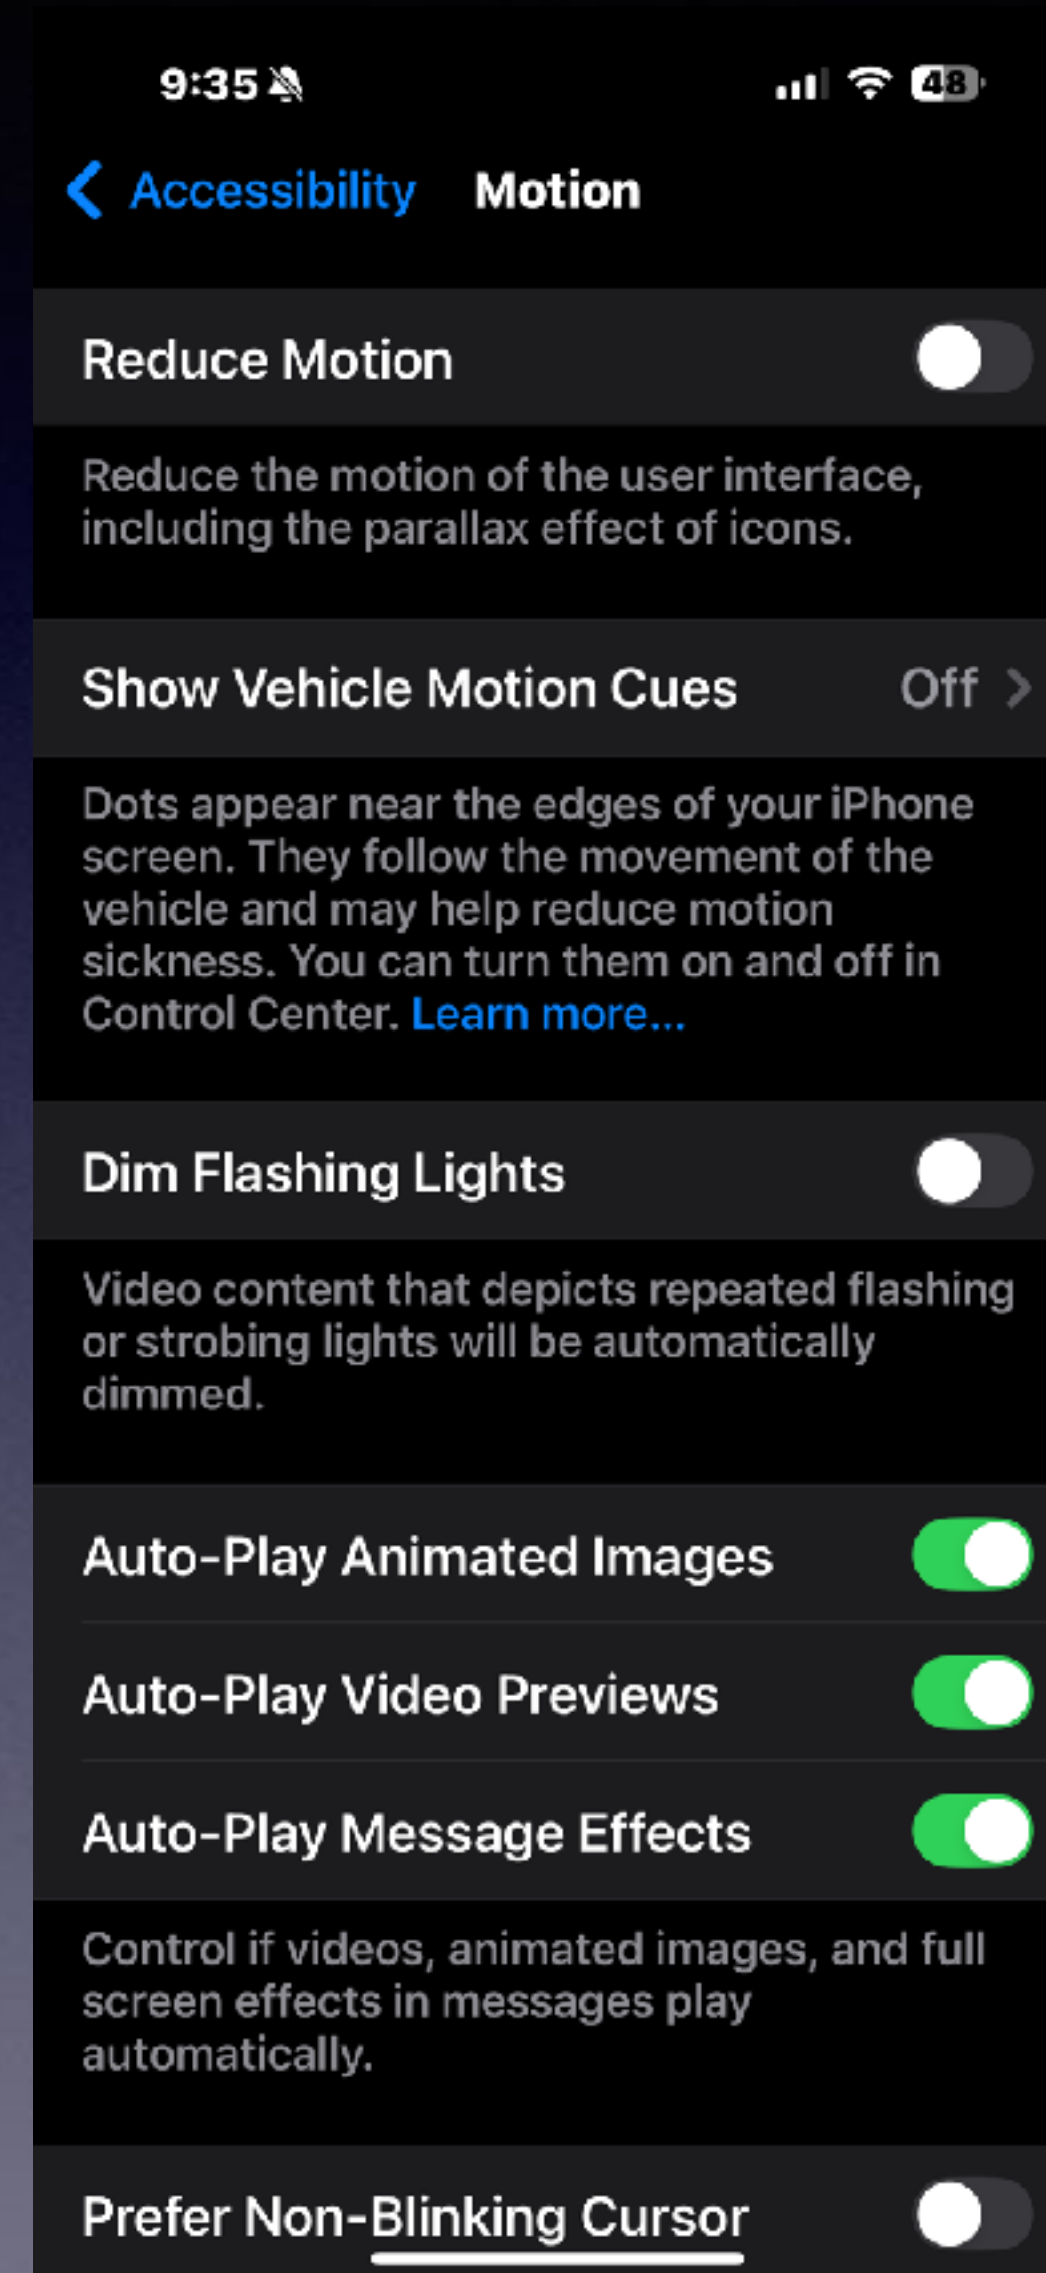 9:35
48
Accessibility Motion
Reduce Motion
Reduce the motion of the user interface,
including the parallax effect of icons.
Show Vehicle Motion Cues Off
Dots appear near the edges of your iPhone
screen. They follow the movement of the
vehicle and may help reduce motion
sickness. You can turn them on and off in
Control Center. Learn more...
Dim Flashing Lights
Video content that depicts repeated flashing
or strobing lights will be automatically
dimmed.
Auto-Play Animated Images
Auto-Play Video Previews
Auto-Play Message Effects
Control if videos, animated images, and full
screen effects in messages play
automatically.
Prefer Non-Blinking Cursor